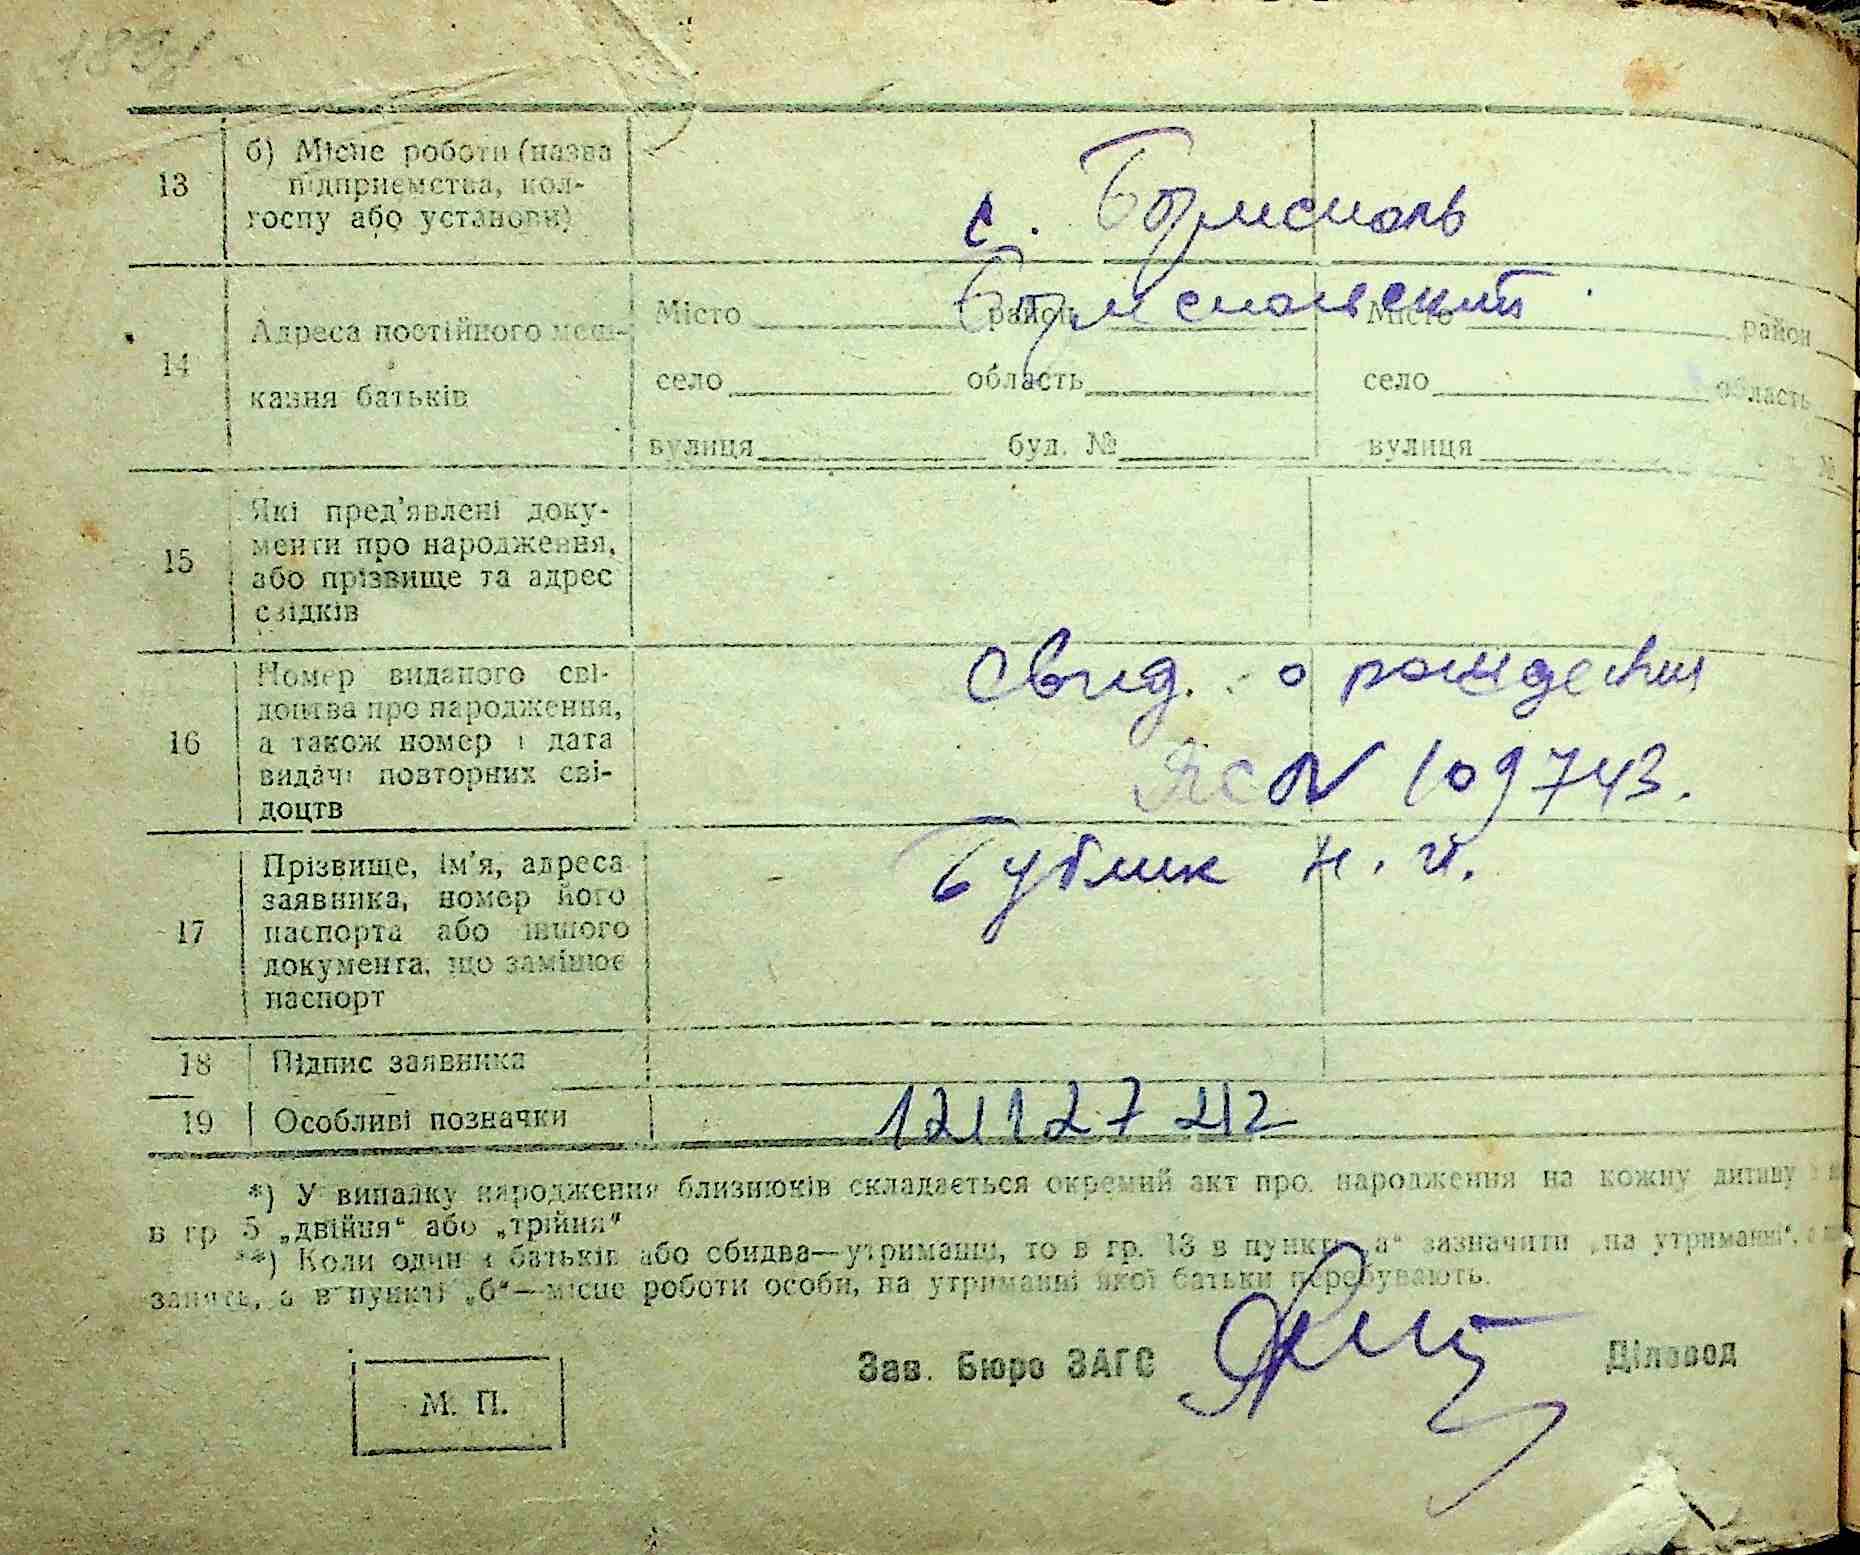 13
б) Місце роботи (назва
підприємства, кол-
госпу або установи)
с. Бориспаль
14
Адреса постійного меш-
кання батьків
Бориспольский
Місто район Місто район
село область село область
вулиця буд. № вулиця №
15
Які пред'явлені доку-
менти про народження,
або прізвище та адрес
свідків
16
Номер виданого сві-
доцтва про народження,
а також номер і дата
видачі повторних сві-
доцтв
Свид. о рождении
ЯС N 109743.
17
Прізвище, ім'я, адреса
заявника, номер його
паспорта або іншого
документа, що замінює
паспорт
Бублик Н. И.
18
Підпис заявника
19
Особливі позначки
*) У випадку народження близнюків складається окремий акт про народження на кожну дитину
в гр 5 „двійня“ або „трійня“
**) Коли один з батьків або обидва—утриманці, то в гр. 13 в пункті „а“ зазначити „на утриманні“,
а в пункті „б“—місце роботи особи, на утриманні якої батьки перебувають.
Зав. Бюро ЗАГС
Діловод
М. П.